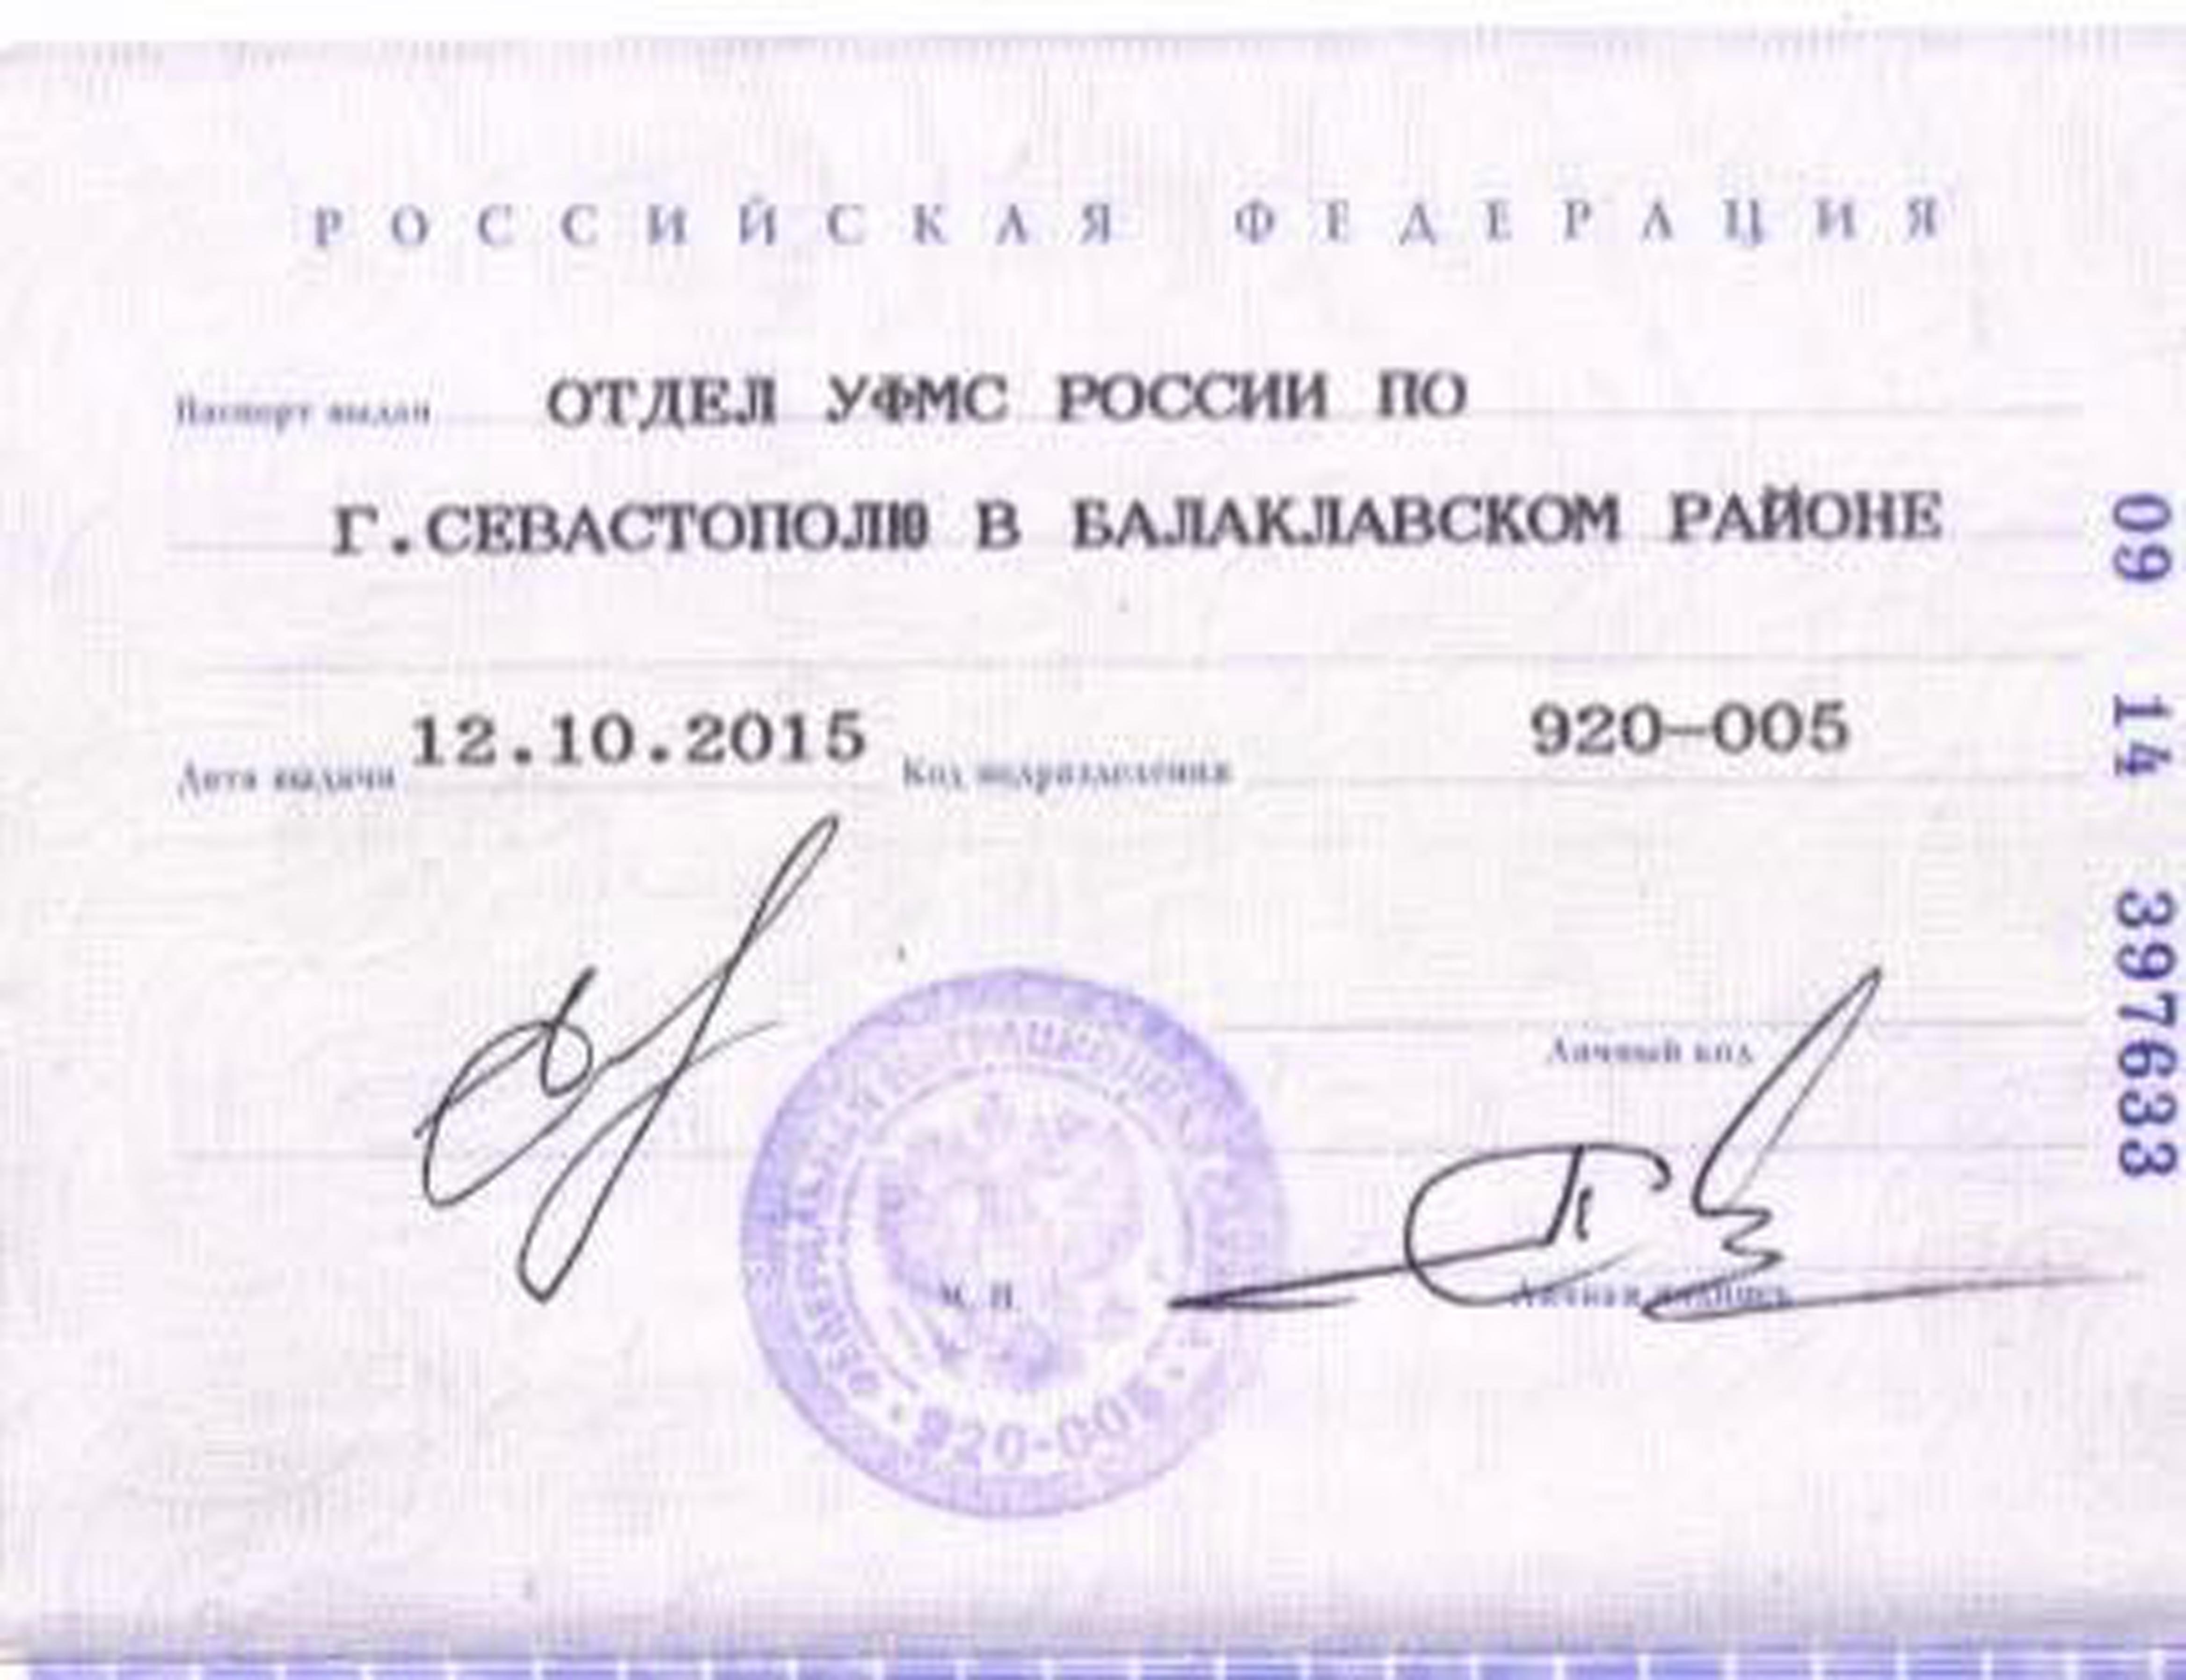 РОССИЙСКАЯ ФЕДЕРАЦИЯ
Паспорт выдан ОТДЕЛ УФМС РОССИИ ПО
Г.СЕВАСТОПОЛЮ В БАЛАКЛАВСКОМ РАЙОНЕ
Дата выдачи 12.10.2015 Код подразделения 920-005
Личный код
М. П.
Личная подпись
920-005
09 14 397633